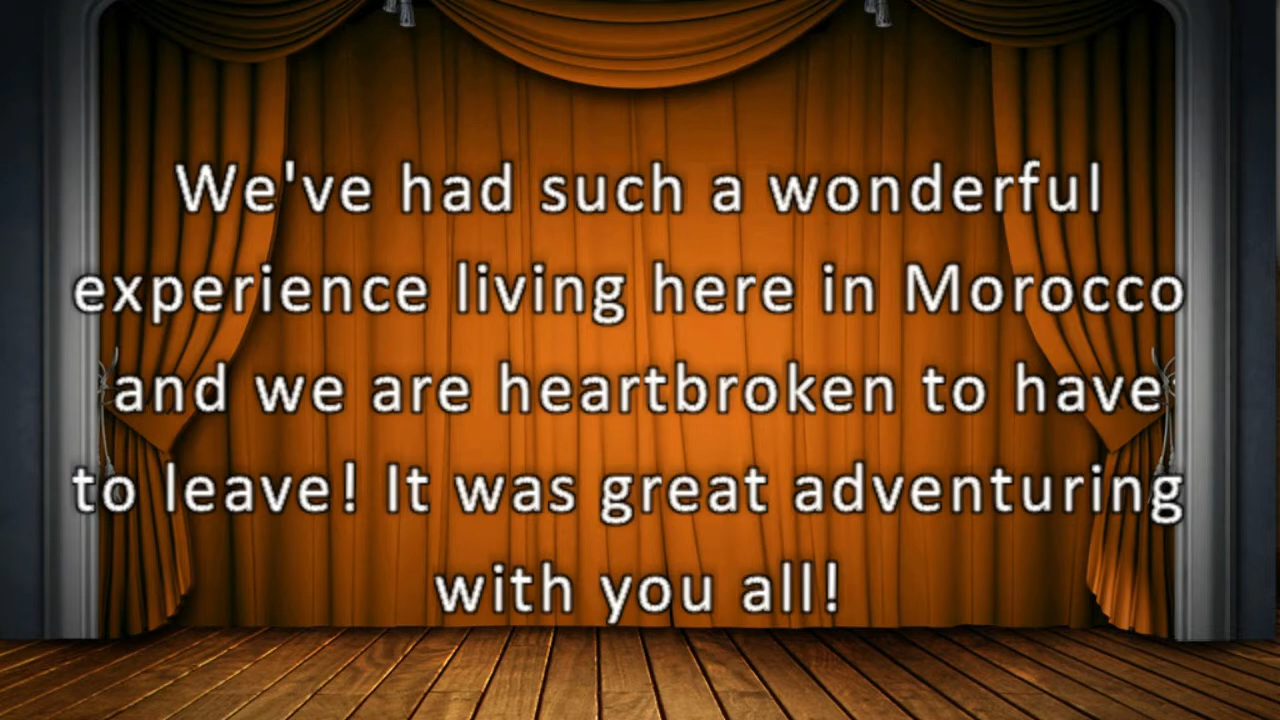 We've had such a wonderful
experience living here in Morocco
and we are heartbroken to have
to leave! It was great adventuring
with you all!